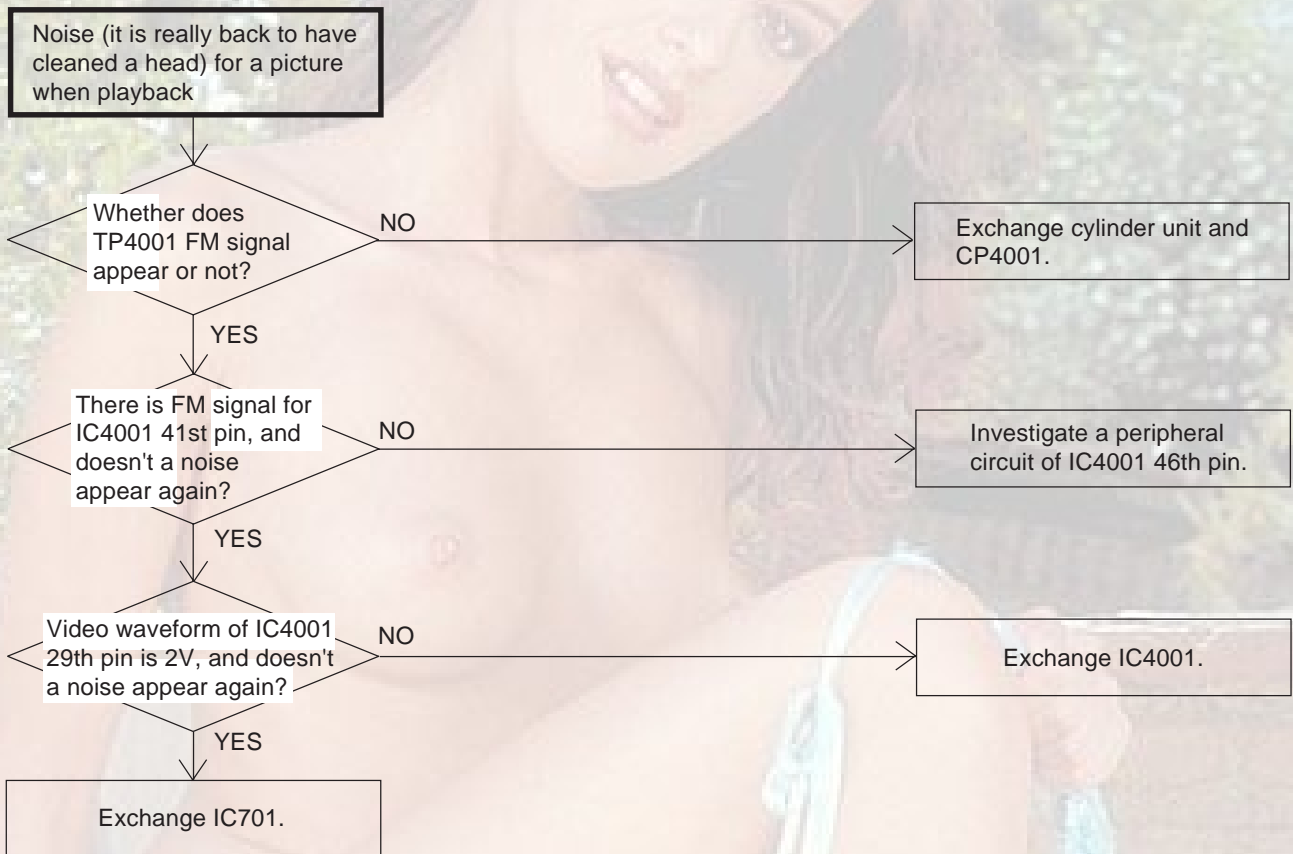 Noise (it is really back to have
cleaned a head) for a picture
when playback
Whether does
TP4001 FM signal
appear or not?
NO
Exchange cylinder unit and
CP4001.
YES
There is FM signal for
IC4001 41st pin, and
doesn't a noise
appear again?
NO
Investigate a peripheral
circuit of IC4001 46th pin.
YES
Video waveform of IC4001
29th pin is 2V, and doesn't
a noise appear again?
NO
Exchange IC4001.
YES
Exchange IC701.